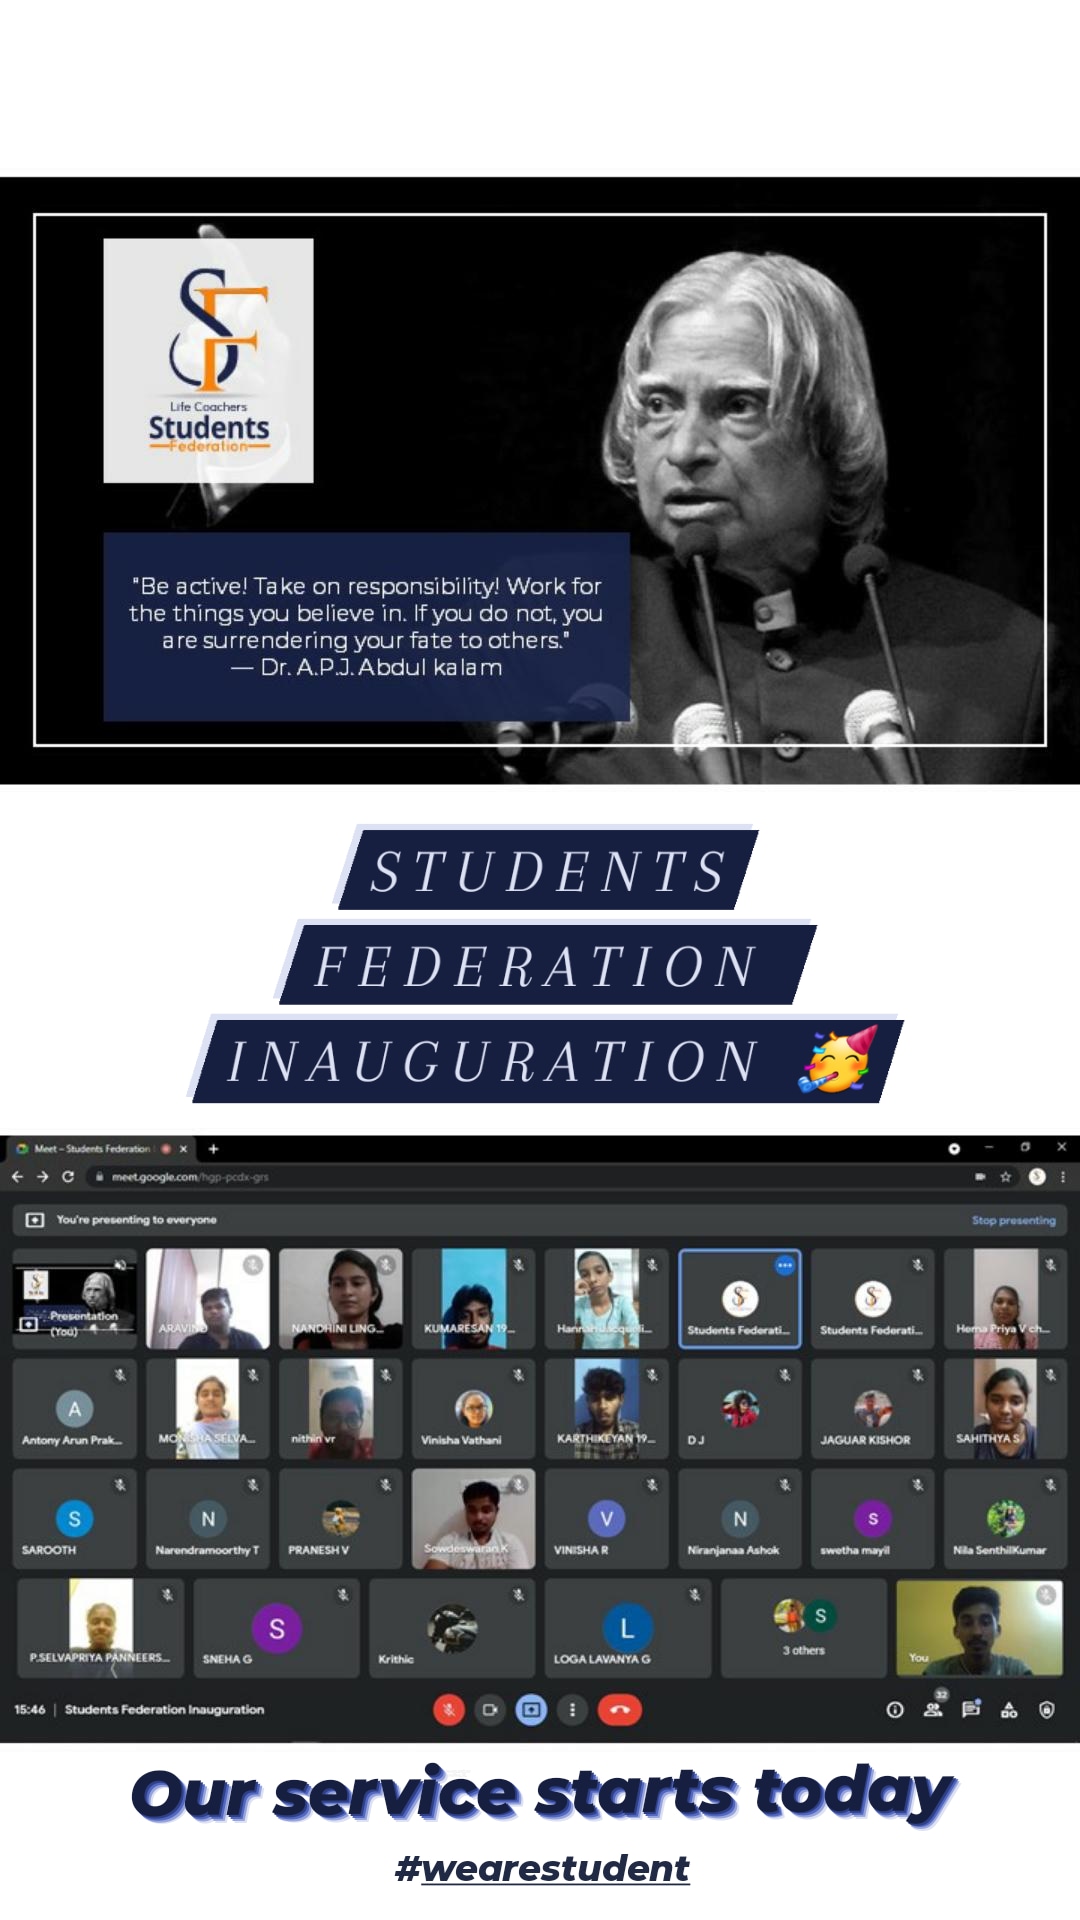 SF
Life Coachers
Students
Federation
"Be active! Take on responsibility! Work for
the things you believe in. If you do not, you
are surrendering your fate to others."
— Dr. A.P.J. Abdul kalam
STUDENTS
FEDERATION
INAUGURATION
Meet – Students Federation
meet.google.com/hgp-pcdx-grs
You're presenting to everyone
Stop presenting
Presentation
(You)
ARAVIND
NANDHINI LING...
KUMARESAN 19...
Hannah Jacqueli...
Students Federati...
Students Federati...
Hema Priya V ch...
A
Antony Arun Prak...
MONISHA SELVA...
nithin vr
Vinisha Vathani
KARTHIKEYAN 19...
D J
JAGUAR KISHOR
SAHITHYA S
S
SAROOTH
N
Narendramoorthy T
PRANESH V
Sowdeswaran K
V
VINISHA R
N
Niranjanaa Ashok
s
swetha mayil
Nila SenthilKumar
P.SELVAPRIYA PANNEERS...
S
SNEHA G
Krithic
L
LOGA LAVANYA G
S
3 others
You
15:46 | Students Federation Inauguration
32
Our service starts today
#wearestudent